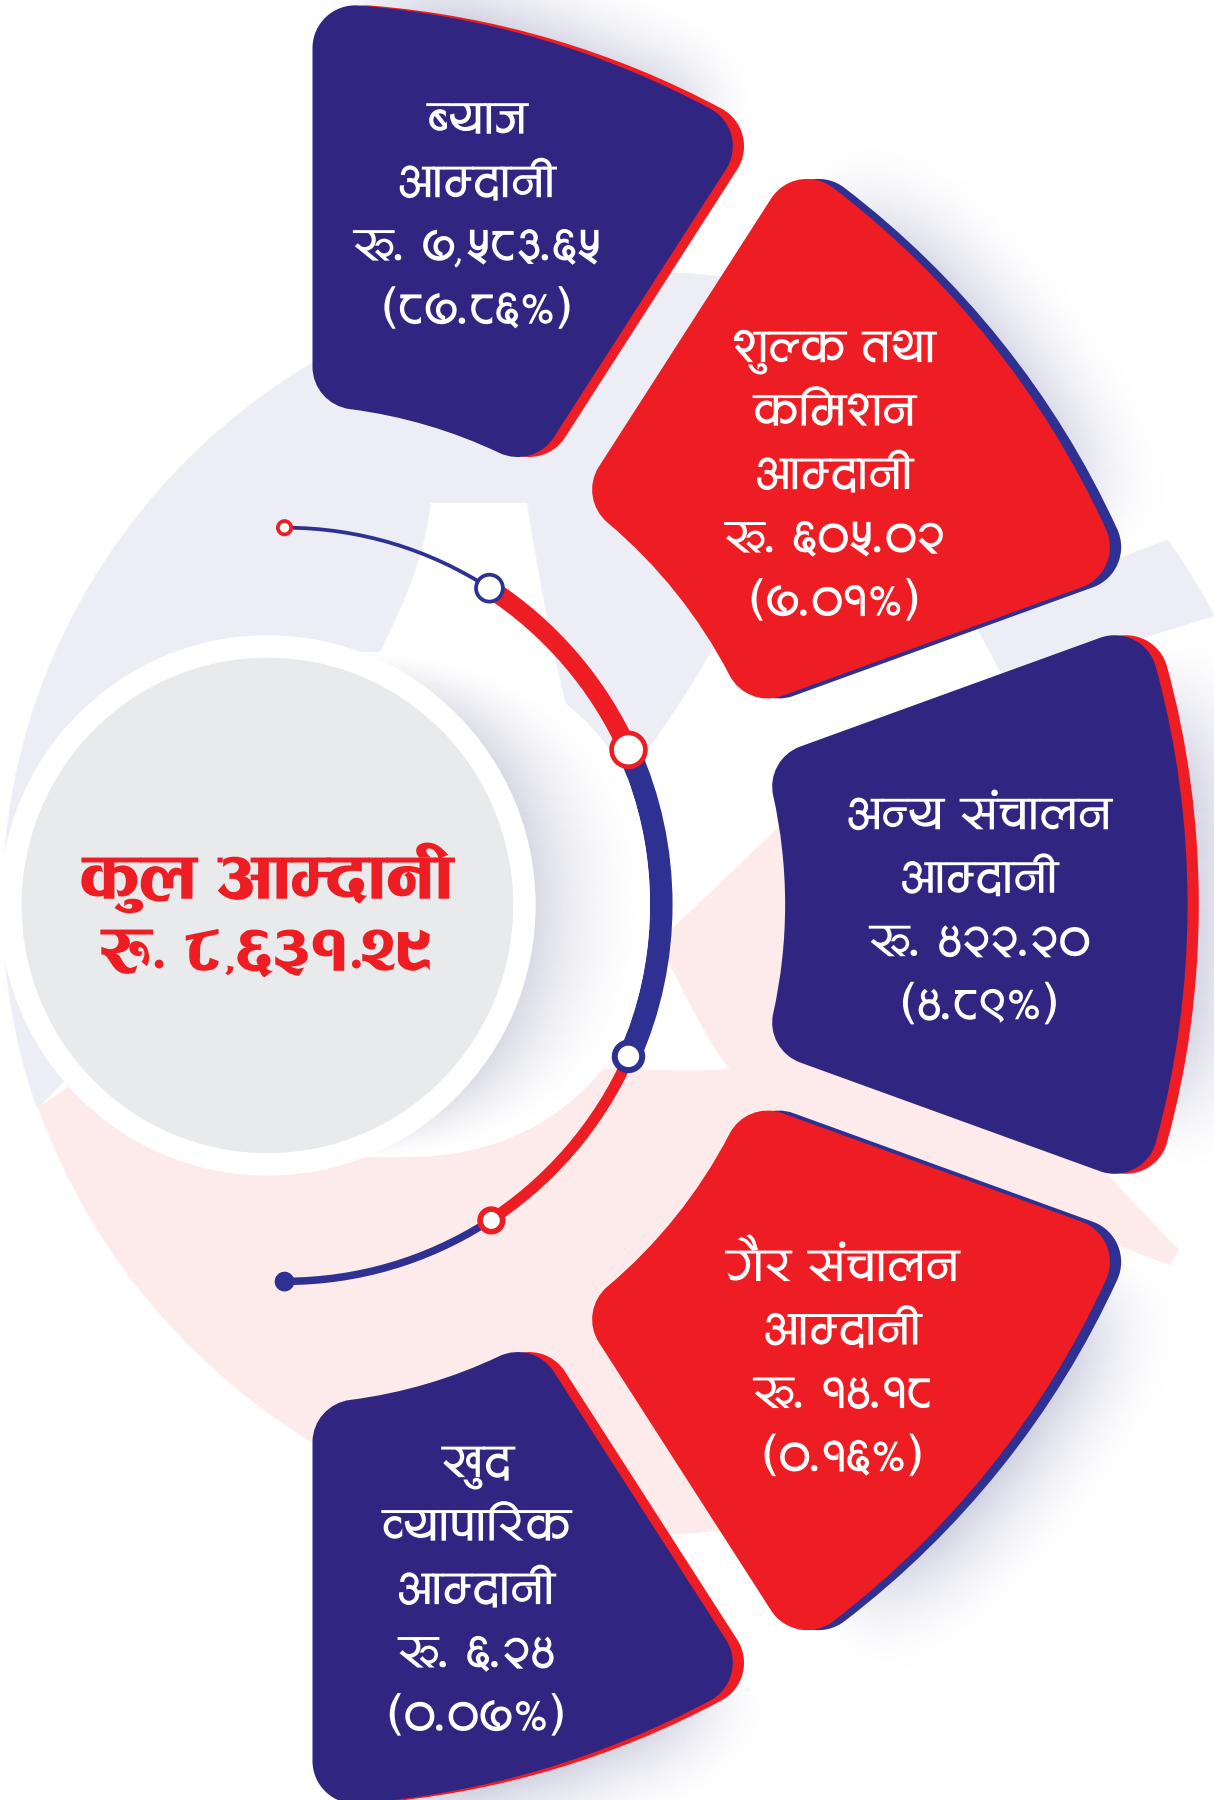 ब्याज
आम्दानी
रु. ७,५८३.६५
(८७.८६%)
शुल्क तथा
कमिशन
आम्दानी
रु. ६०५.०२
(७.०१%)
अन्य संचालन
आम्दानी
रु. ४२२.२०
(४.८९%)
कुल आम्दानी
रु. ८,६३१.२९
गैर संचालन
आम्दानी
रु. १४.१८
(०.१६%)
खुद
व्यापारिक
आम्दानी
रु. ६.२४
(०.०७%)